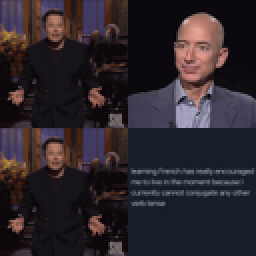 learning French has really encouraged
me to live in the moment because I
currently cannot conjugate any other
verb tense